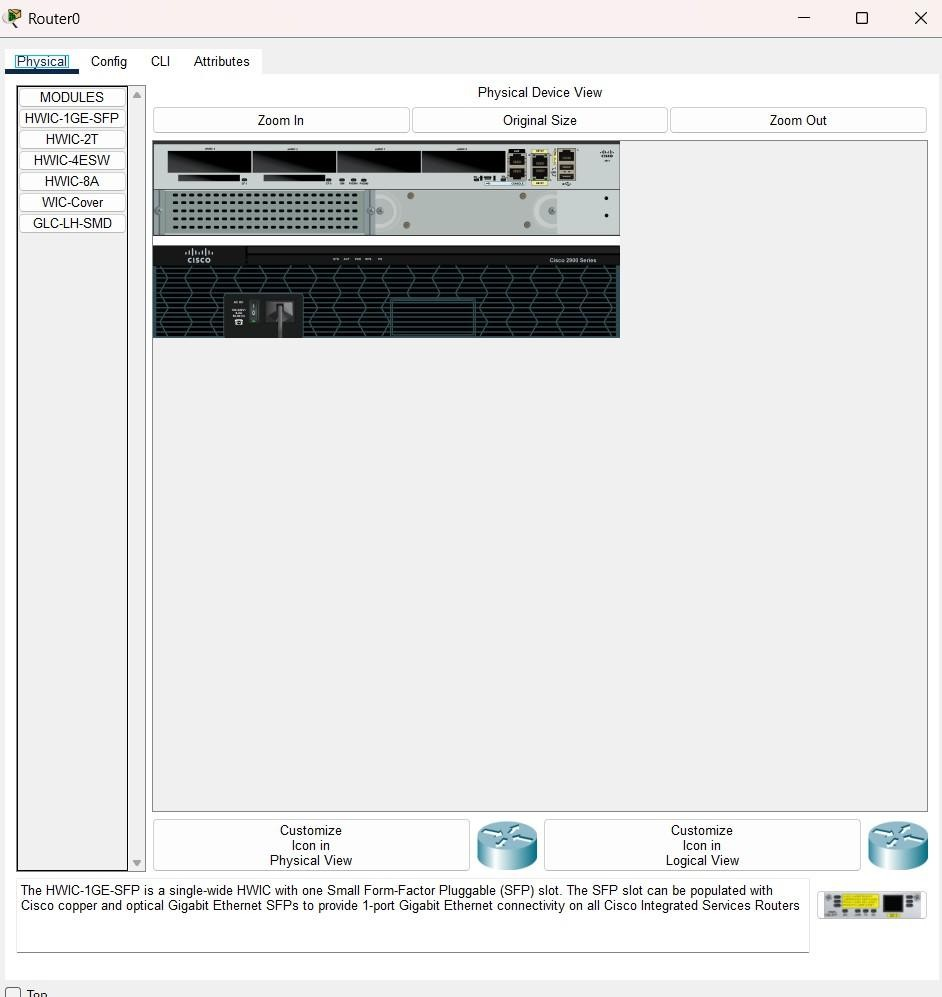 Router0
Physical
Config
CLI
Attributes
MODULES
HWIC-1GE-SFP
HWIC-2T
HWIC-4ESW
HWIC-8A
WIC-Cover
GLC-LH-SMD
Physical Device View
Zoom In
Original Size
Zoom Out
CISCO
Cisco 2900 Series
Customize
Icon in
Physical View
Customize
Icon in
Logical View
The HWIC-1GE-SFP is a single-wide HWIC with one Small Form-Factor Pluggable (SFP) slot. The SFP slot can be populated with
Cisco copper and optical Gigabit Ethernet SFPs to provide 1-port Gigabit Ethernet connectivity on all Cisco Integrated Services Routers
Top